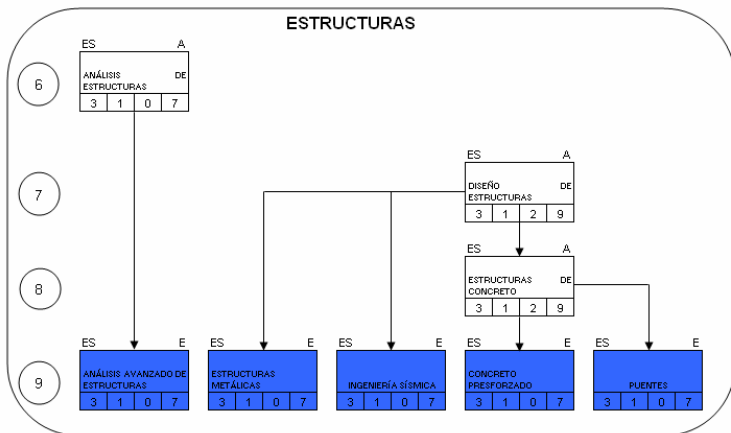 ESTRUCTURAS
ES A
6
ANÁLISIS DE
ESTRUCTURAS
3 1 0 7
ES A
7
DISEÑO DE
ESTRUCTURAS
3 1 2 9
ES A
8
ESTRUCTURAS DE
CONCRETO
3 1 2 9
9
ES E
ANÁLISIS AVANZADO DE
ESTRUCTURAS
3 1 0 7
ES E
ESTRUCTURAS
METÁLICAS
3 1 0 7
ES E
INGENIERÍA SÍSMICA
3 1 0 7
ES E
CONCRETO
PRESFORZADO
3 1 0 7
ES E
PUENTES
3 1 0 7